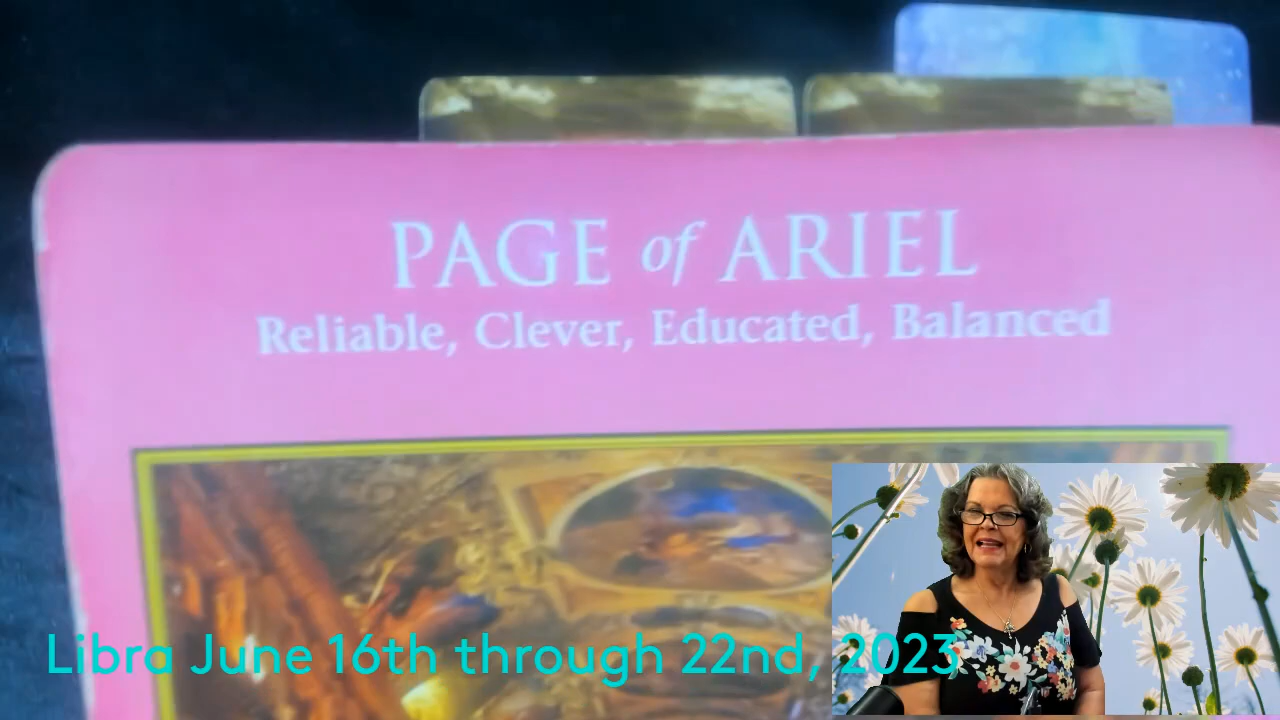 PAGE of ARIEL
Reliable, Clever, Educated, Balanced
Libra June 16th through 22nd, 2023